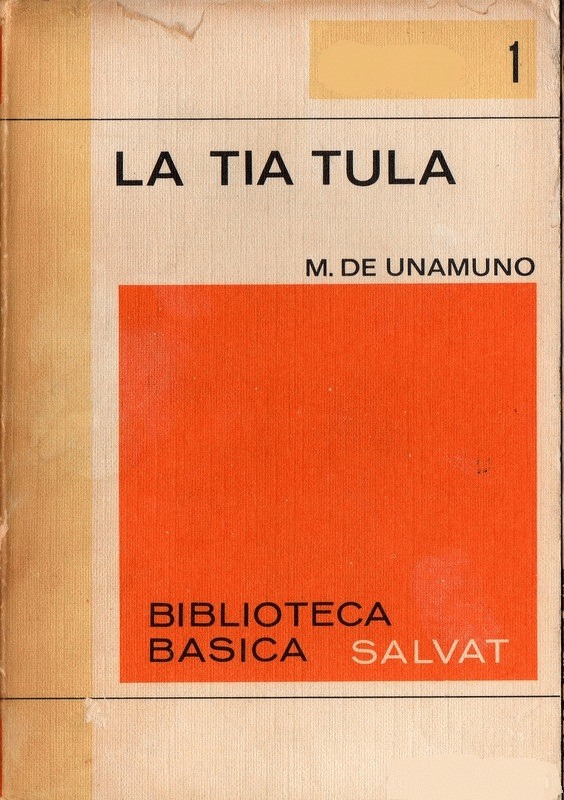 1
LA TIA TULA
M. DE UNAMUNO
BIBLIOTECA
BASICA SALVAT